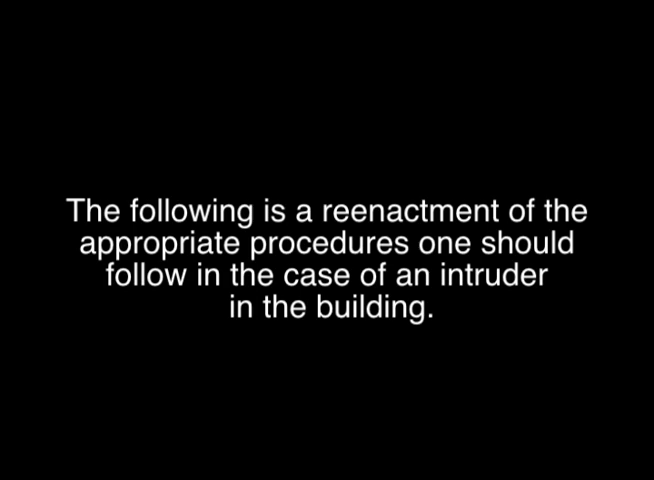 The following is a reenactment of the
appropriate procedures one should
follow in the case of an intruder
in the building.